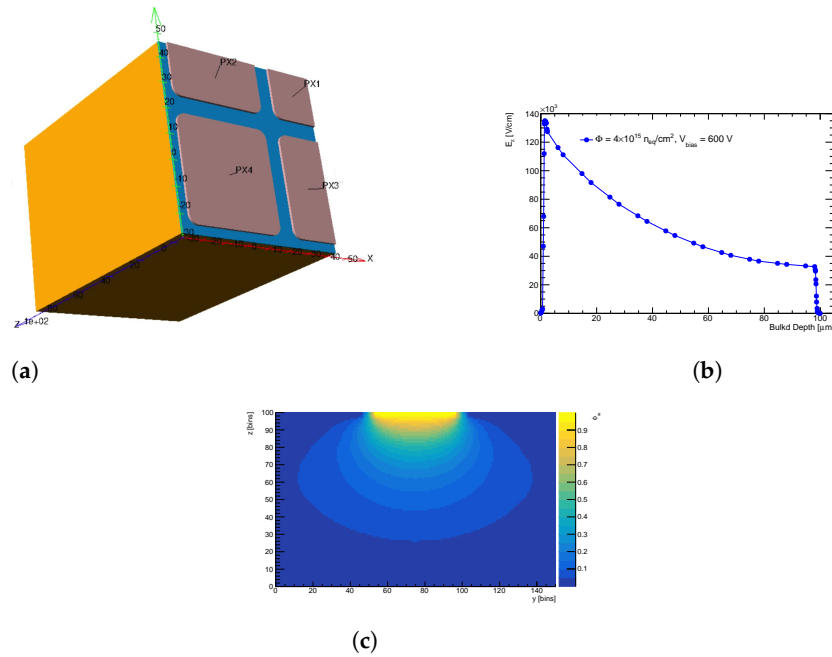 50
40
30
20
10
0
10
20
30
PX2
PX1
PX4
PX3
30 20 10 0 10 20 30 40 50 X
0
20
40
60
80
1e+02
Z
×10³
E_z [V/cm]
140
120
100
80
60
40
20
0
Φ = 4×10¹⁵ n_eq/cm², V_bias = 600 V
0 20 40 60 80 100
Bulkd Depth [μm]
(a)
(b)
z [bins]
100
90
80
70
60
50
40
30
20
10
0
0 20 40 60 80 100 120 140
y [bins]
0.9
0.8
0.7
0.6
0.5
0.4
0.3
0.2
0.1
(c)